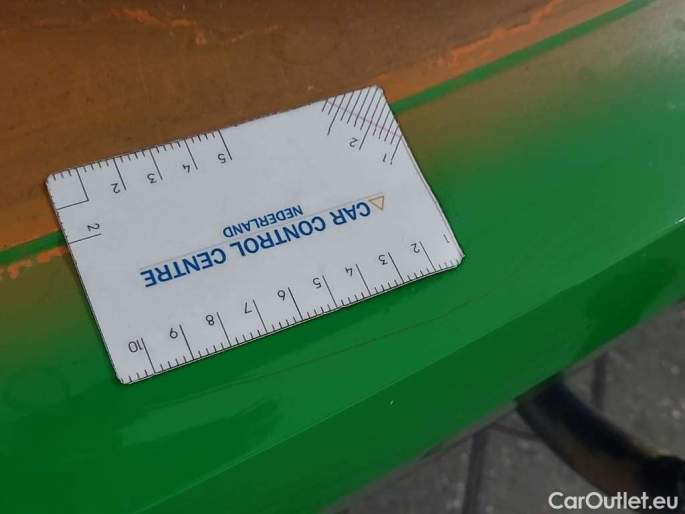 CAR CONTROL CENTRE
NEDERLAND
1 2 3 4 5 6 7 8 9 10
2
2 3 4 5
2 1
CarOutlet.eu